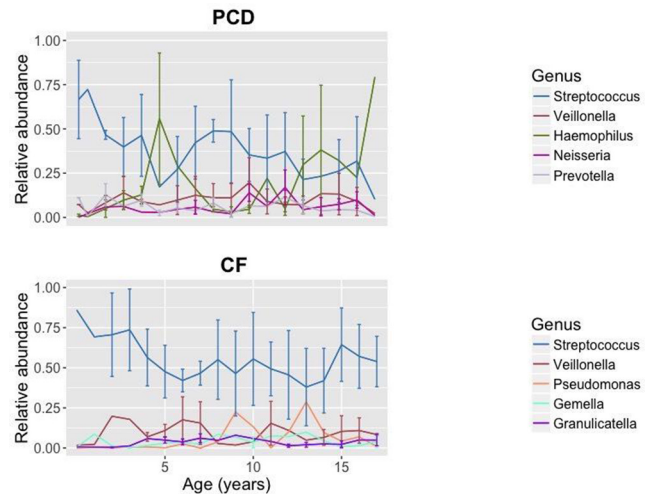 PCD
Relative abundance
1.00
0.75
0.50
0.25
0.00
Genus
Streptococcus
Veillonella
Haemophilus
Neisseria
Prevotella
CF
Relative abundance
1.00
0.75
0.50
0.25
0.00
5 10 15
Age (years)
Genus
Streptococcus
Veillonella
Pseudomonas
Gemella
Granulicatella